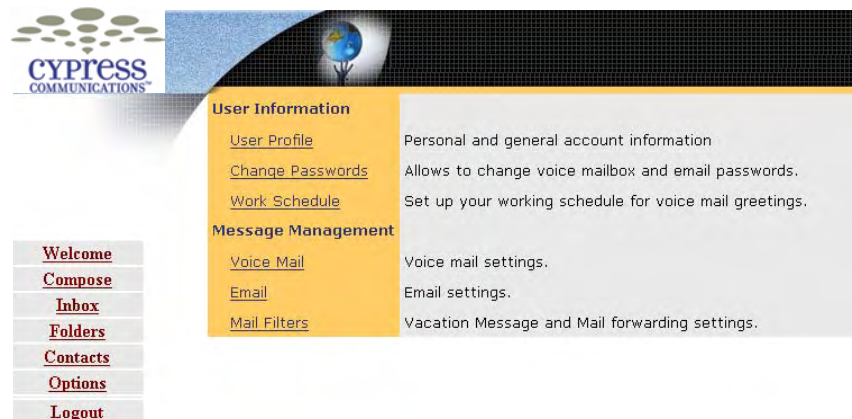 CYPRESS
COMMUNICATIONS™
User Information
User Profile Personal and general account information
Change Passwords Allows to change voice mailbox and email passwords.
Work Schedule Set up your working schedule for voice mail greetings.
Message Management
Voice Mail Voice mail settings.
Email Email settings.
Mail Filters Vacation Message and Mail forwarding settings.
Welcome
Compose
Inbox
Folders
Contacts
Options
Logout